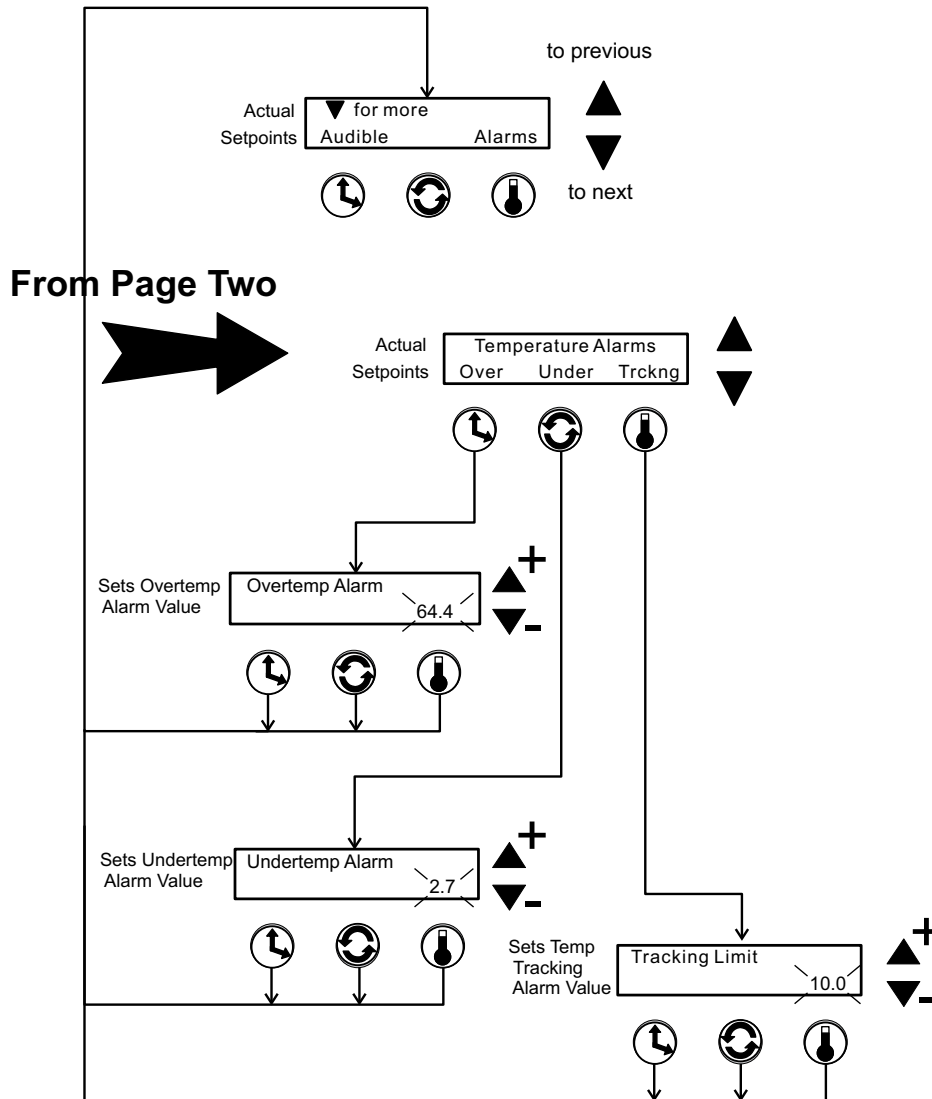 to previous
Actual
▼ for more
Setpoints
Audible Alarms
to next
From Page Two
Actual
Temperature Alarms
Setpoints
Over Under Trckng
Sets Overtemp
Alarm Value
Overtemp Alarm
64.4
+
-
Sets Undertemp
Alarm Value
Undertemp Alarm
2.7
+
-
Sets Temp
Tracking
Alarm Value
Tracking Limit
10.0
+
-